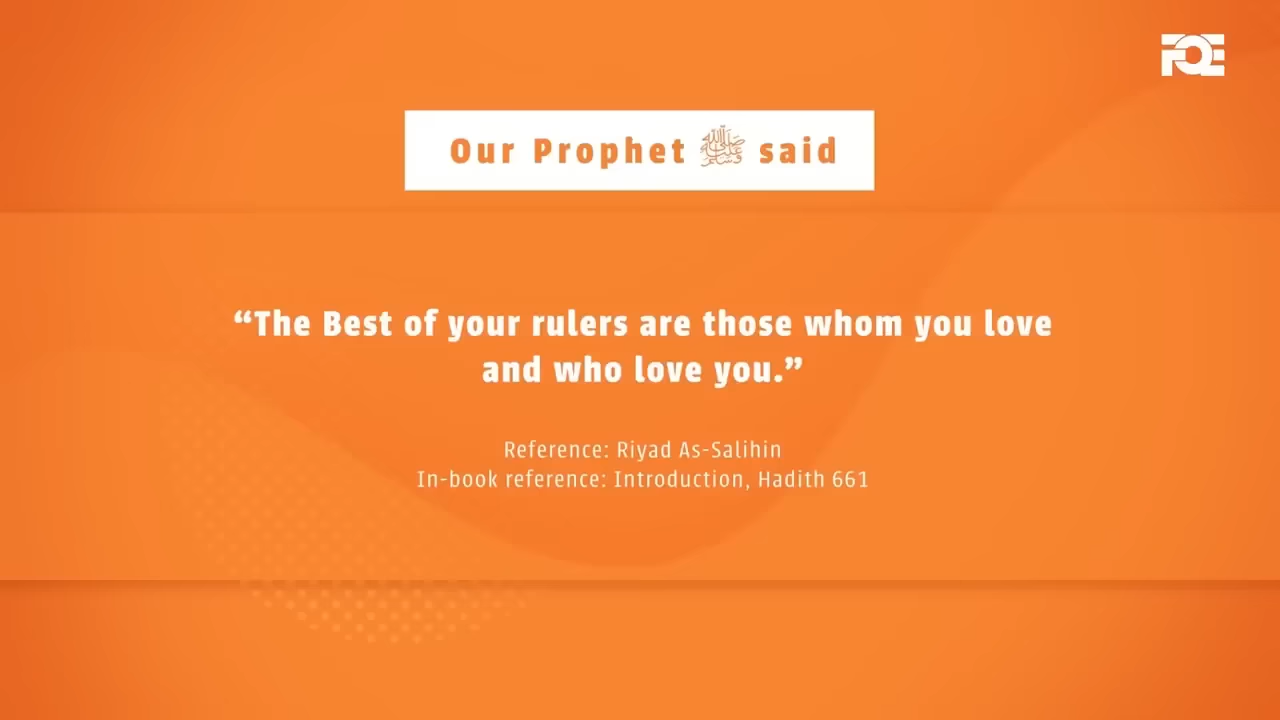 FQE
Our Prophet ﷺ said
“The Best of your rulers are those whom you love
and who love you.”
Reference: Riyad As-Salihin
In-book reference: Introduction, Hadith 661